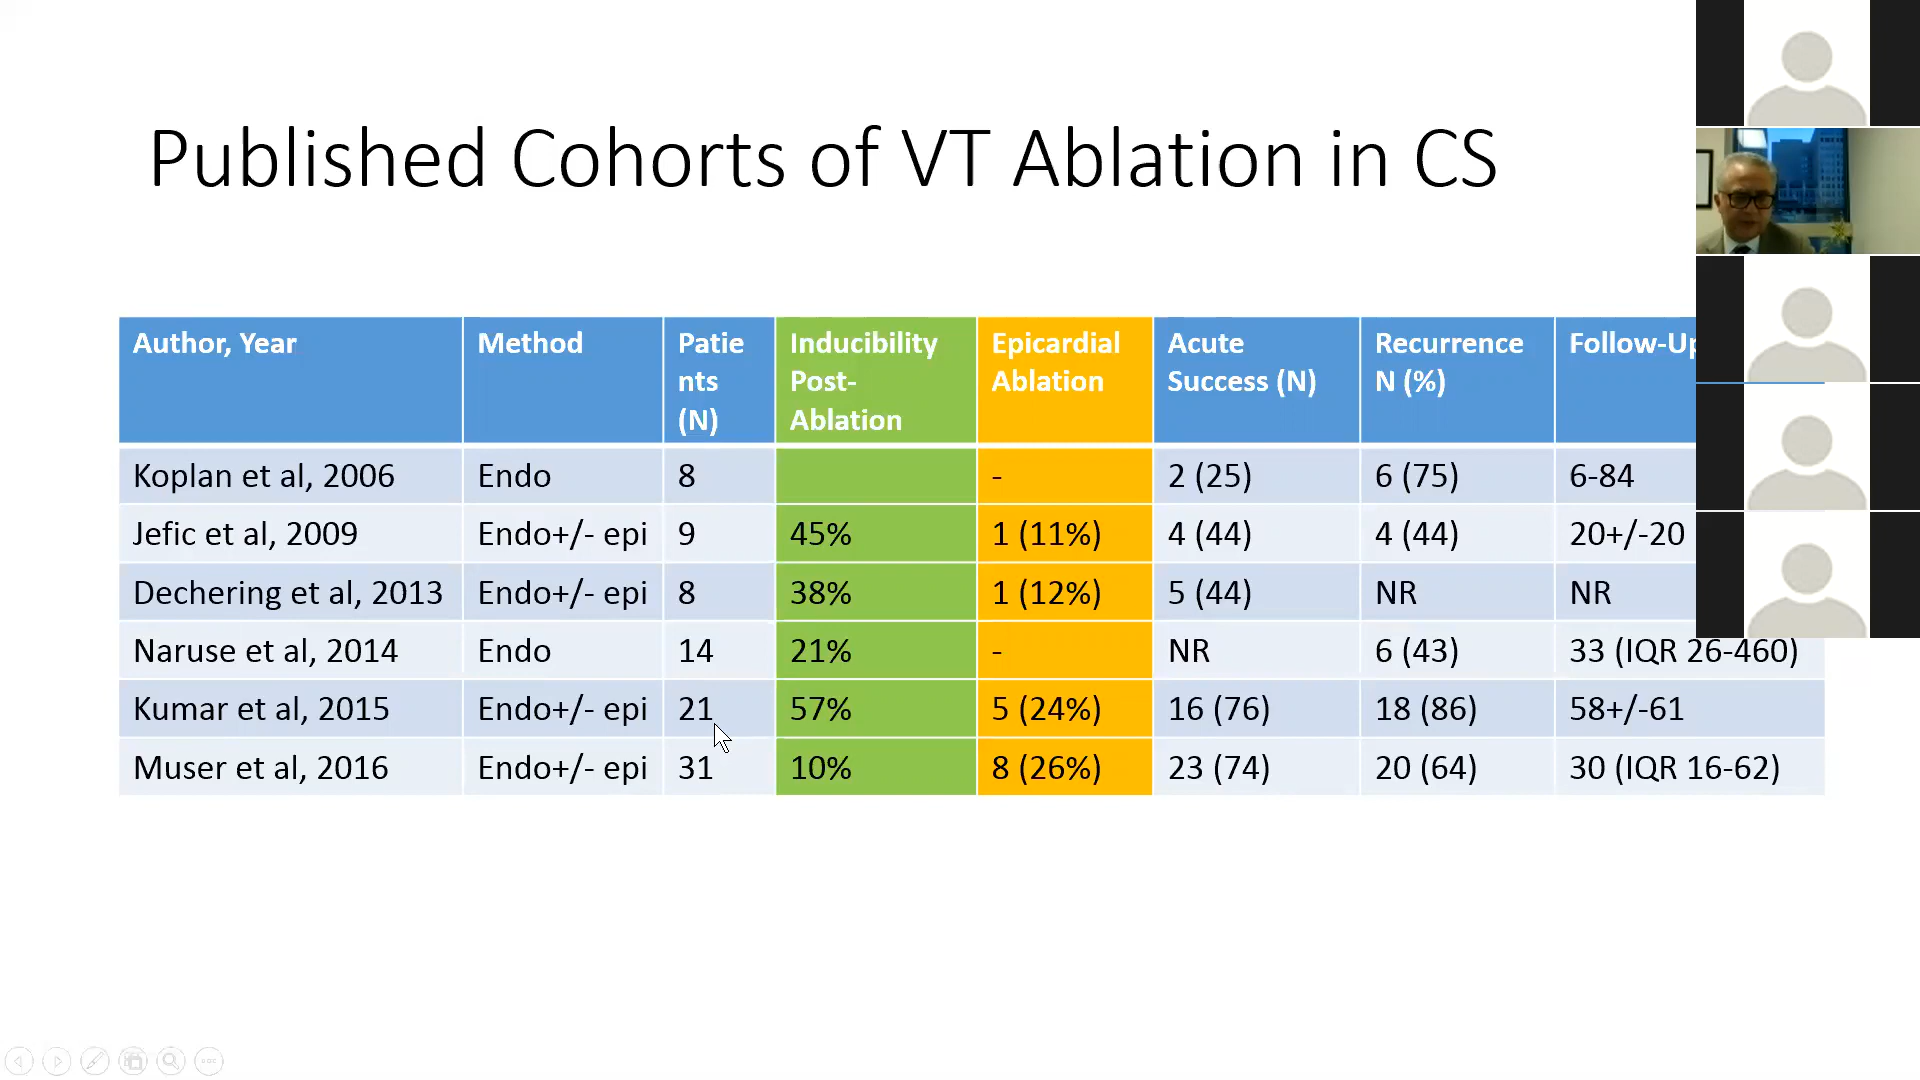 Published Cohorts of VT Ablation in CS
Author, Year Method Patie nts (N) Inducibility Post-Ablation Epicardial Ablation Acute Success (N) Recurrence N (%) Follow-Up
Koplan et al, 2006 Endo 8 - 2 (25) 6 (75) 6-84
Jefic et al, 2009 Endo+/- epi 9 45% 1 (11%) 4 (44) 4 (44) 20+/-20
Dechering et al, 2013 Endo+/- epi 8 38% 1 (12%) 5 (44) NR NR
Naruse et al, 2014 Endo 14 21% - NR 6 (43) 33 (IQR 26-460)
Kumar et al, 2015 Endo+/- epi 21 57% 5 (24%) 16 (76) 18 (86) 58+/-61
Muser et al, 2016 Endo+/- epi 31 10% 8 (26%) 23 (74) 20 (64) 30 (IQR 16-62)